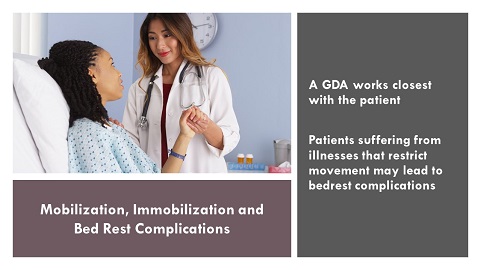 Mobilization, Immobilization and
Bed Rest Complications
A GDA works closest
with the patient
Patients suffering from
illnesses that restrict
movement may lead to
bedrest complications